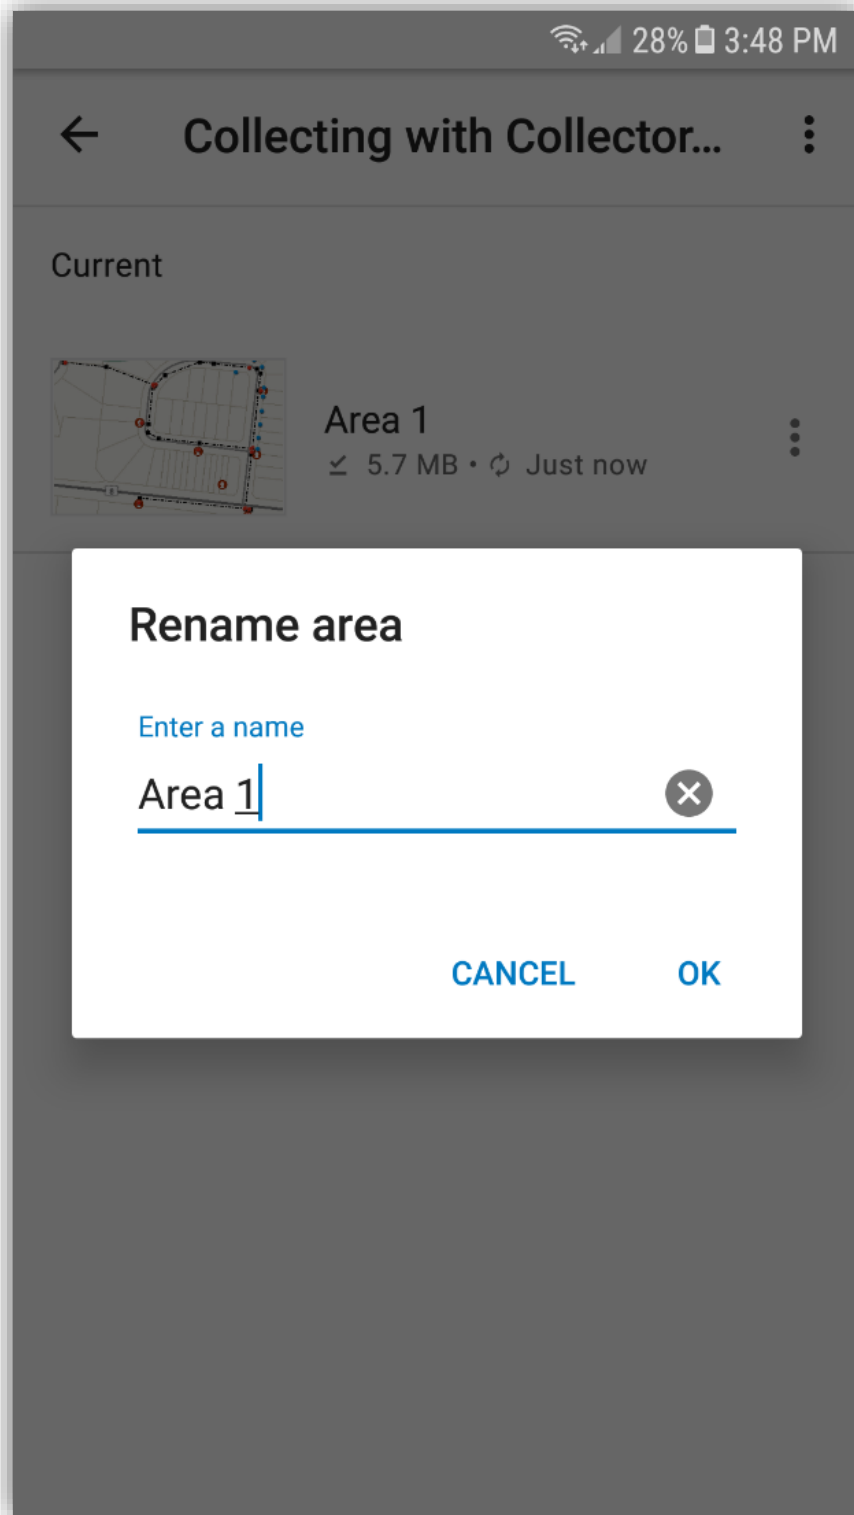 28% 3:48 PM
Collecting with Collector...
Current
Area 1
5.7 MB • Just now
Rename area
Enter a name
Area 1
CANCEL OK